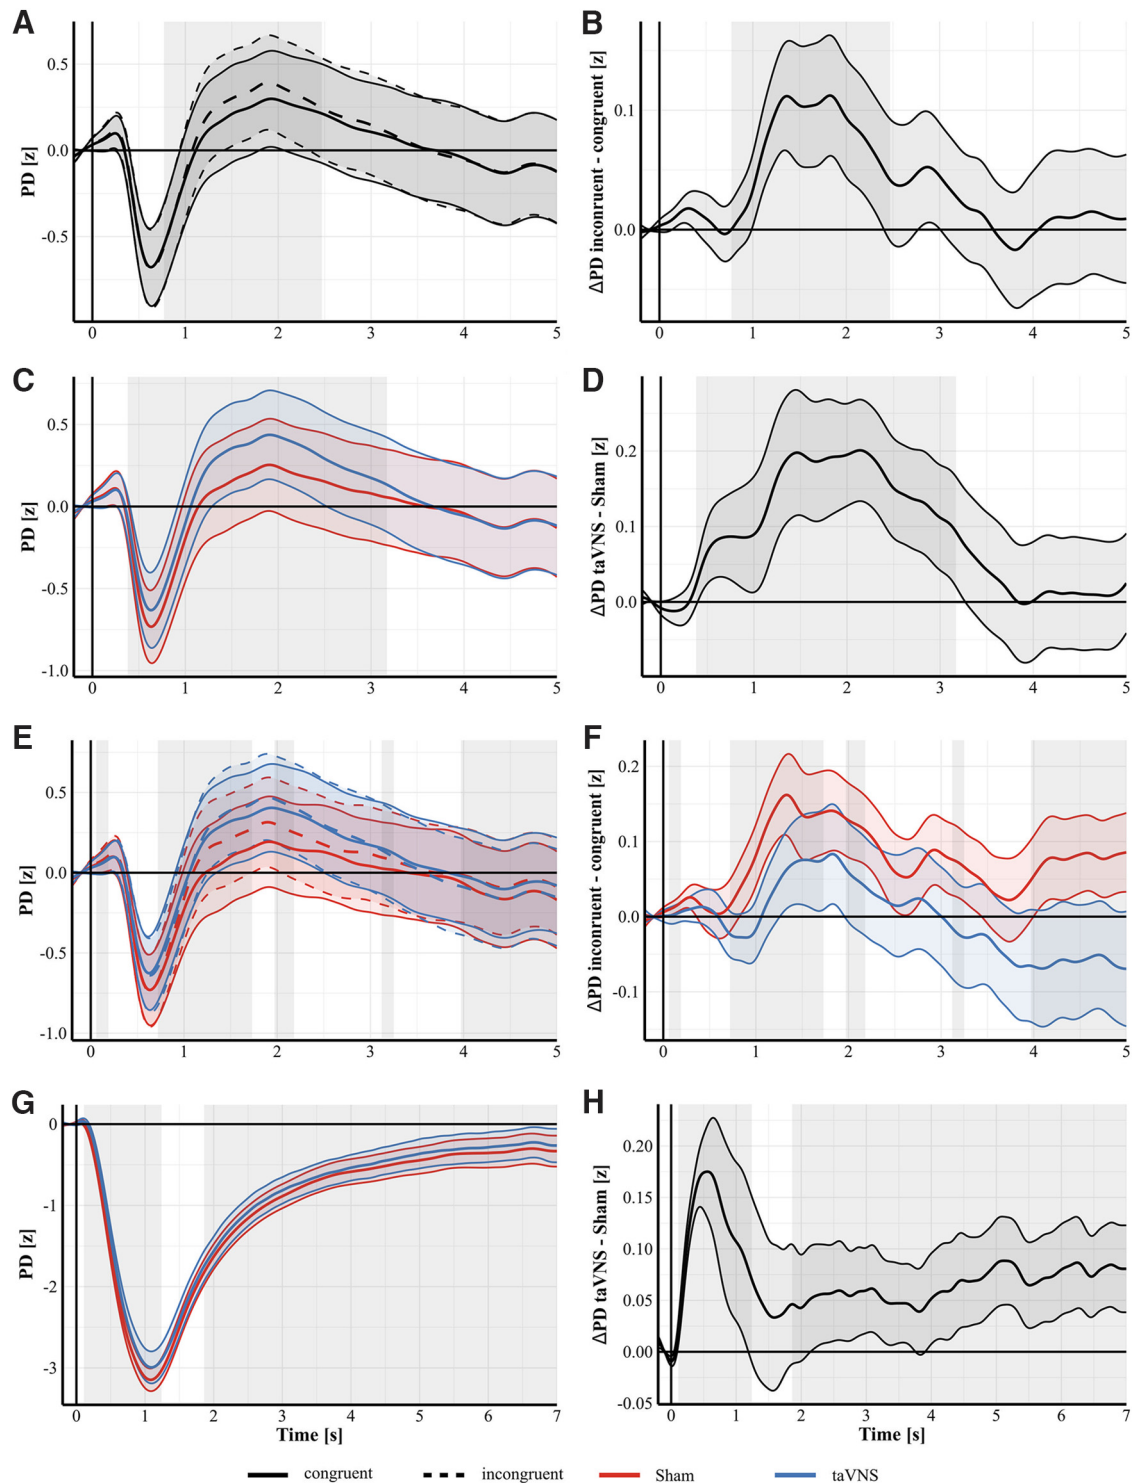 A
B
PD [z]
0.5
0.0
-0.5
0 1 2 3 4 5
ΔPD inconruent - congruent [z]
0.1
0.0
0 1 2 3 4 5
C
D
PD [z]
0.5
0.0
-0.5
-1.0
0 1 2 3 4 5
ΔPD taVNS - Sham [z]
0.2
0.1
0.0
0 1 2 3 4 5
E
F
PD [z]
0.5
0.0
-0.5
-1.0
0 1 2 3 4 5
ΔPD inconruent - congruent [z]
0.2
0.1
0.0
-0.1
0 1 2 3 4 5
G
H
PD [z]
0
-1
-2
-3
0 1 2 3 4 5 6 7
Time [s]
ΔPD taVNS - Sham [z]
0.20
0.15
0.10
0.05
0.00
-0.05
0 1 2 3 4 5 6 7
Time [s]
congruent incongruent Sham taVNS